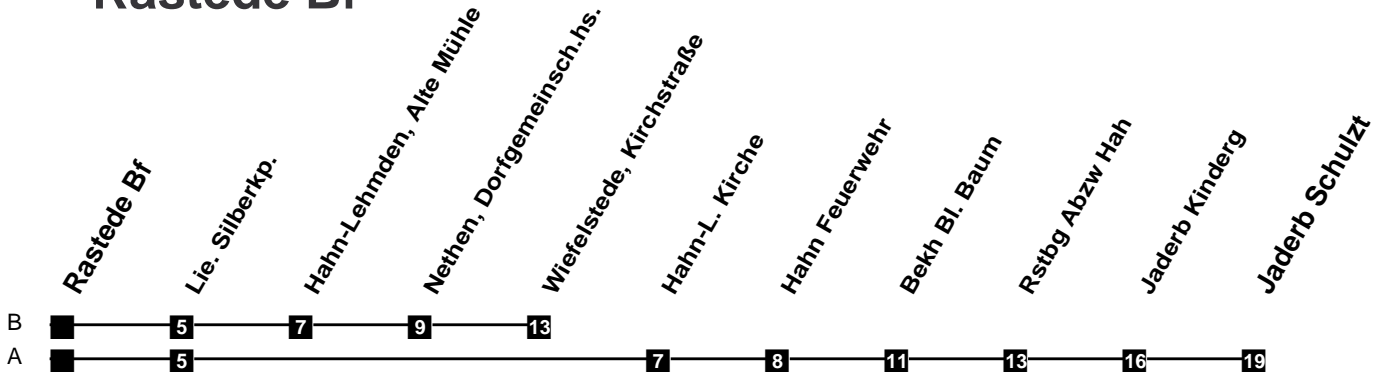 Rastede Bf
Rastede Bf
Lie. Silberkp.
Hahn-Lehmden, Alte Mühle
Nethen, Dorfgemeinsch.hs.
Wiefelstede, Kirchstraße
Hahn-L. Kirche
Hahn Feuerwehr
Bekh Bl. Baum
Rstbg Abzw Hah
Jaderb Kinderg
Jaderb Schulzt
B 5 7 9 13
A 5 7 8 11 13 16 19